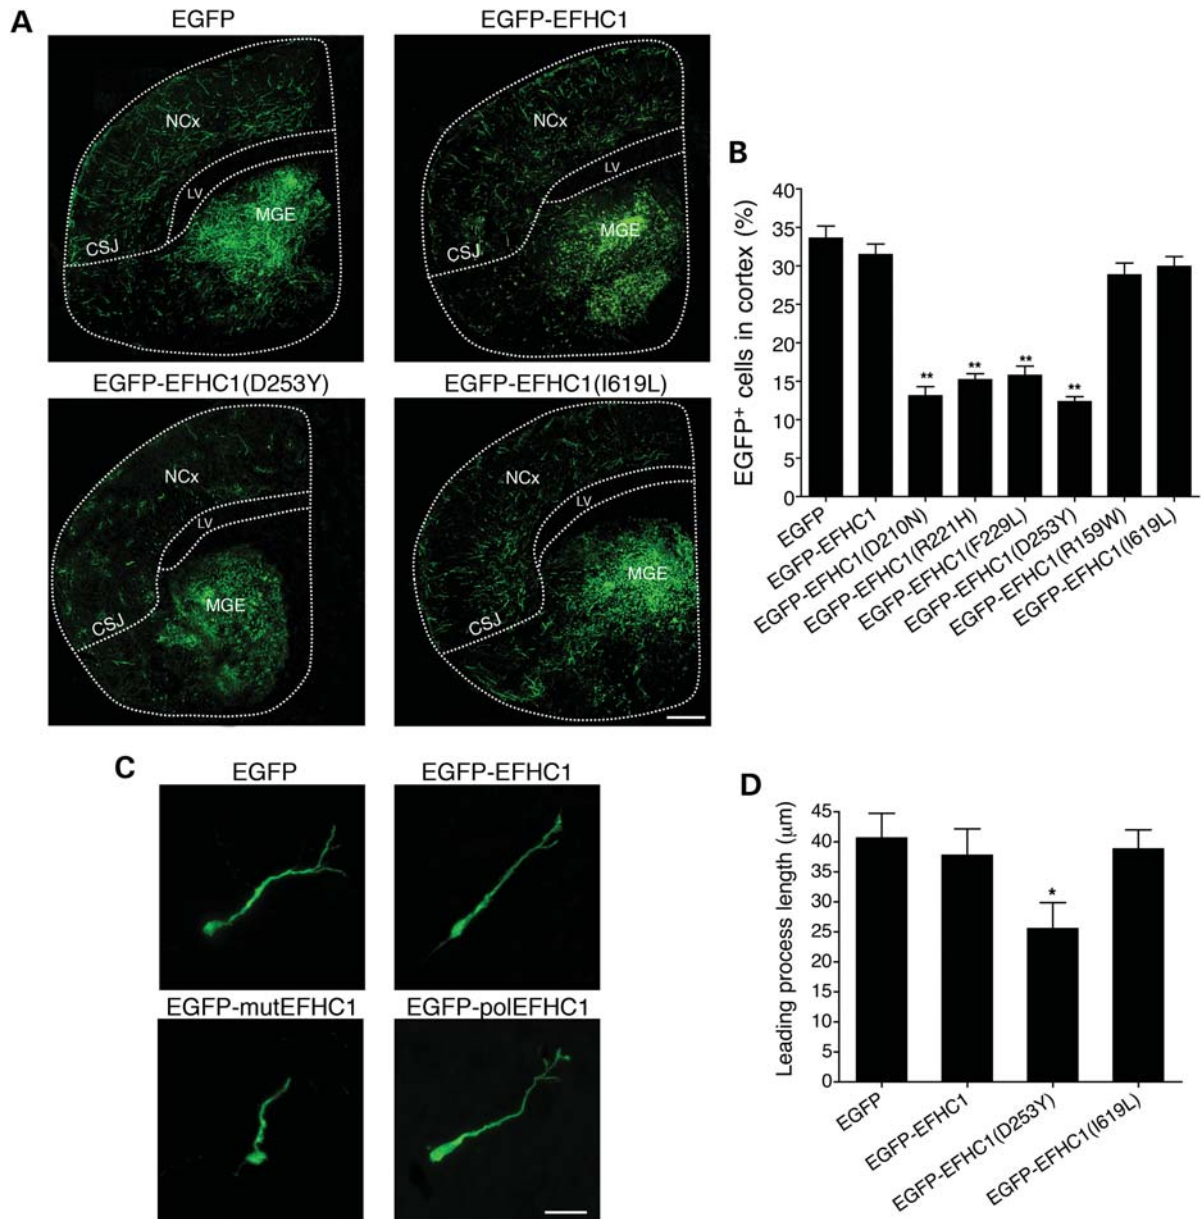 A
EGFP
EGFP-EFHC1
NCx
LV
MGE
CSJ
NCx
LV
MGE
CSJ
EGFP-EFHC1(D253Y)
EGFP-EFHC1(I619L)
NCx
LV
MGE
CSJ
NCx
LV
MGE
CSJ
B
EGFP+ cells in cortex (%)
40
35
30
25
20
15
10
5
0
**
**
**
**
EGFP
EGFP-EFHC1
EGFP-EFHC1(D210N)
EGFP-EFHC1(R221H)
EGFP-EFHC1(F229L)
EGFP-EFHC1(D253Y)
EGFP-EFHC1(R159W)
EGFP-EFHC1(I619L)
C
EGFP
EGFP-EFHC1
EGFP-mutEFHC1
EGFP-polEFHC1
D
Leading process length (μm)
45
40
35
30
25
20
15
10
5
0
*
EGFP
EGFP-EFHC1
EGFP-EFHC1(D253Y)
EGFP-EFHC1(I619L)